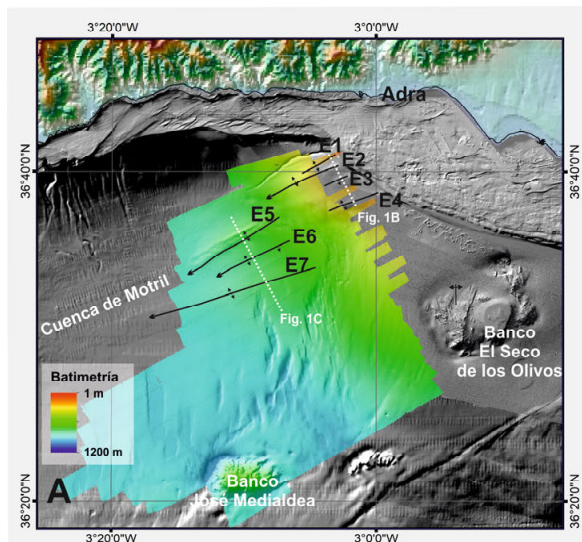 3°20'0"W
3°0'0"W
Adra
36°40'0"N
36°40'0"N
E1
E2
E3
E4
Fig. 1B
E5
E6
E7
Cuenca de Motril
Fig. 1C
Banco
El Seco
de los Olivos
Batimetría
1 m
1200 m
A
Banco
José Medialdea
36°20'0"N
36°20'0"N
3°20'0"W
3°0'0"W